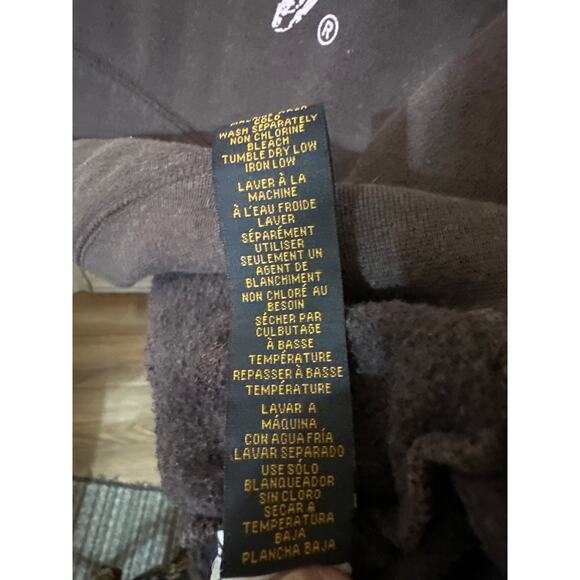 ®
COLD
WASH SEPARATELY
NON CHLORINE
BLEACH
TUMBLE DRY LOW
IRON LOW
LAVER À LA
MACHINE
À L'EAU FROIDE
LAVER
SÉPARÉMENT
UTILISER
SEULEMENT UN
AGENT DE
BLANCHIMENT
NON CHLORÉ AU
BESOIN
SÉCHER PAR
CULBUTAGE
À BASSE
TEMPÉRATURE
REPASSER À BASSE
TEMPÉRATURE
LAVAR A
MÁQUINA
CON AGUA FRÍA
LAVAR SEPARADO
USE SÓLO
BLANQUEADOR
SIN CLORO
SECAR A
TEMPERATURA
BAJA
PLANCHA BAJA